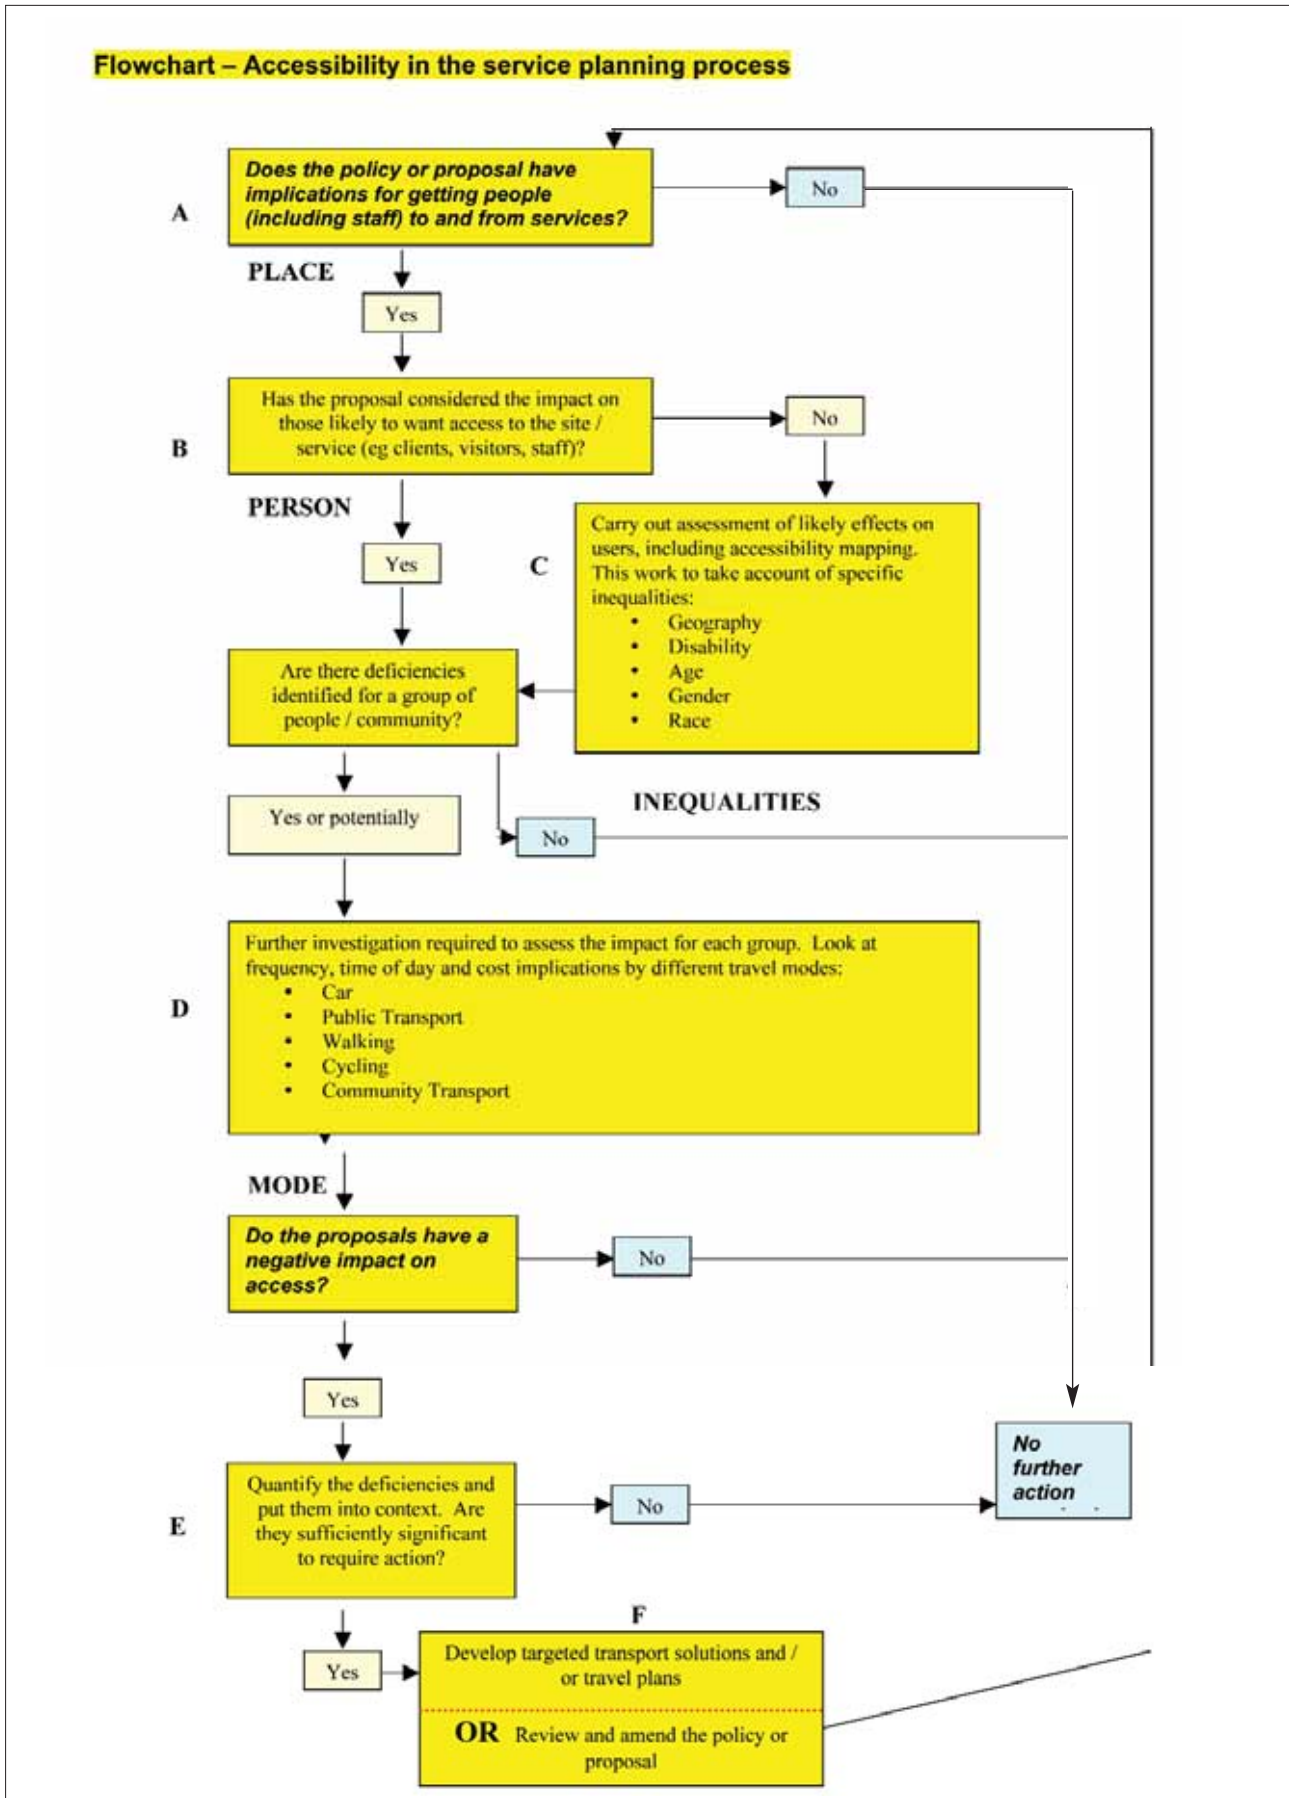 Flowchart – Accessibility in the service planning process
A
Does the policy or proposal have
implications for getting people
(including staff) to and from services?
No
PLACE
Yes
B
Has the proposal considered the impact on
those likely to want access to the site /
service (eg clients, visitors, staff)?
No
PERSON
Yes
C
Carry out assessment of likely effects on
users, including accessibility mapping.
This work to take account of specific
inequalities:
• Geography
• Disability
• Age
• Gender
• Race
Are there deficiencies
identified for a group of
people / community?
INEQUALITIES
Yes or potentially
No
D
Further investigation required to assess the impact for each group. Look at
frequency, time of day and cost implications by different travel modes:
• Car
• Public Transport
• Walking
• Cycling
• Community Transport
MODE
Do the proposals have a
negative impact on
access?
No
Yes
E
Quantify the deficiencies and
put them into context. Are
they sufficiently significant
to require action?
No
No
further
action
Yes
F
Develop targeted transport solutions and /
or travel plans
OR Review and amend the policy or
proposal